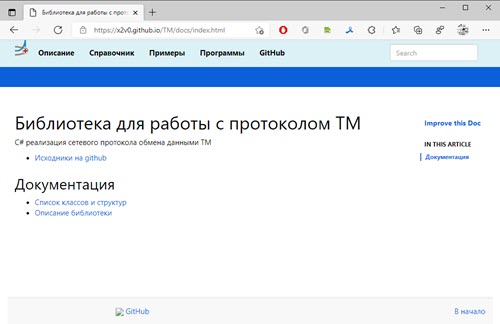 Библиотека для работы с прото
https://x2v0.github.io/TM/docs/index.html
Описание Справочник Примеры Программы GitHub Search
Библиотека для работы с протоколом ТМ
Improve this Doc
C# реализация сетевого протокола обмена данными ТМ
IN THIS ARTICLE
Исходники на github
Документация
Документация
Список классов и структур
Описание библиотеки
GitHub
В начало